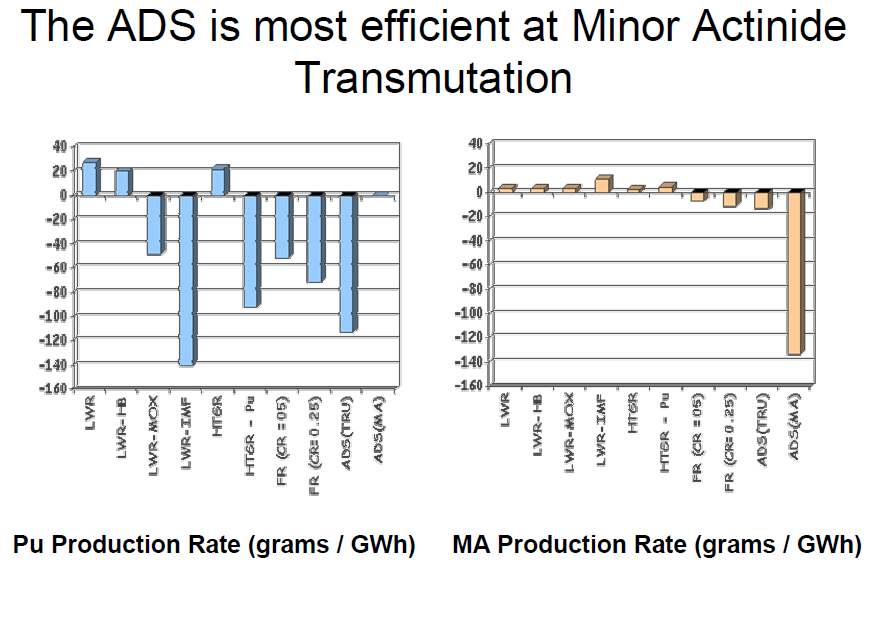 The ADS is most efficient at Minor Actinide
Transmutation
40
20
0
-20
-40
-60
-80
-100
-120
-140
-160
LWR
LWR-HB
LWR-MOX
LWR-IMF
HTGR
HTGR - Pu
FR (CR =05)
FR (CR=0.25)
ADS(TRU)
ADS(MA)
Pu Production Rate (grams / GWh)
40
20
0
-20
-40
-60
-80
-100
-120
-140
-160
LWR
LWR-HB
LWR-MOX
LWR-IMF
HTGR
HTGR - Pu
FR (CR =05)
FR (CR=0.25)
ADS(TRU)
ADS(MA)
MA Production Rate (grams / GWh)